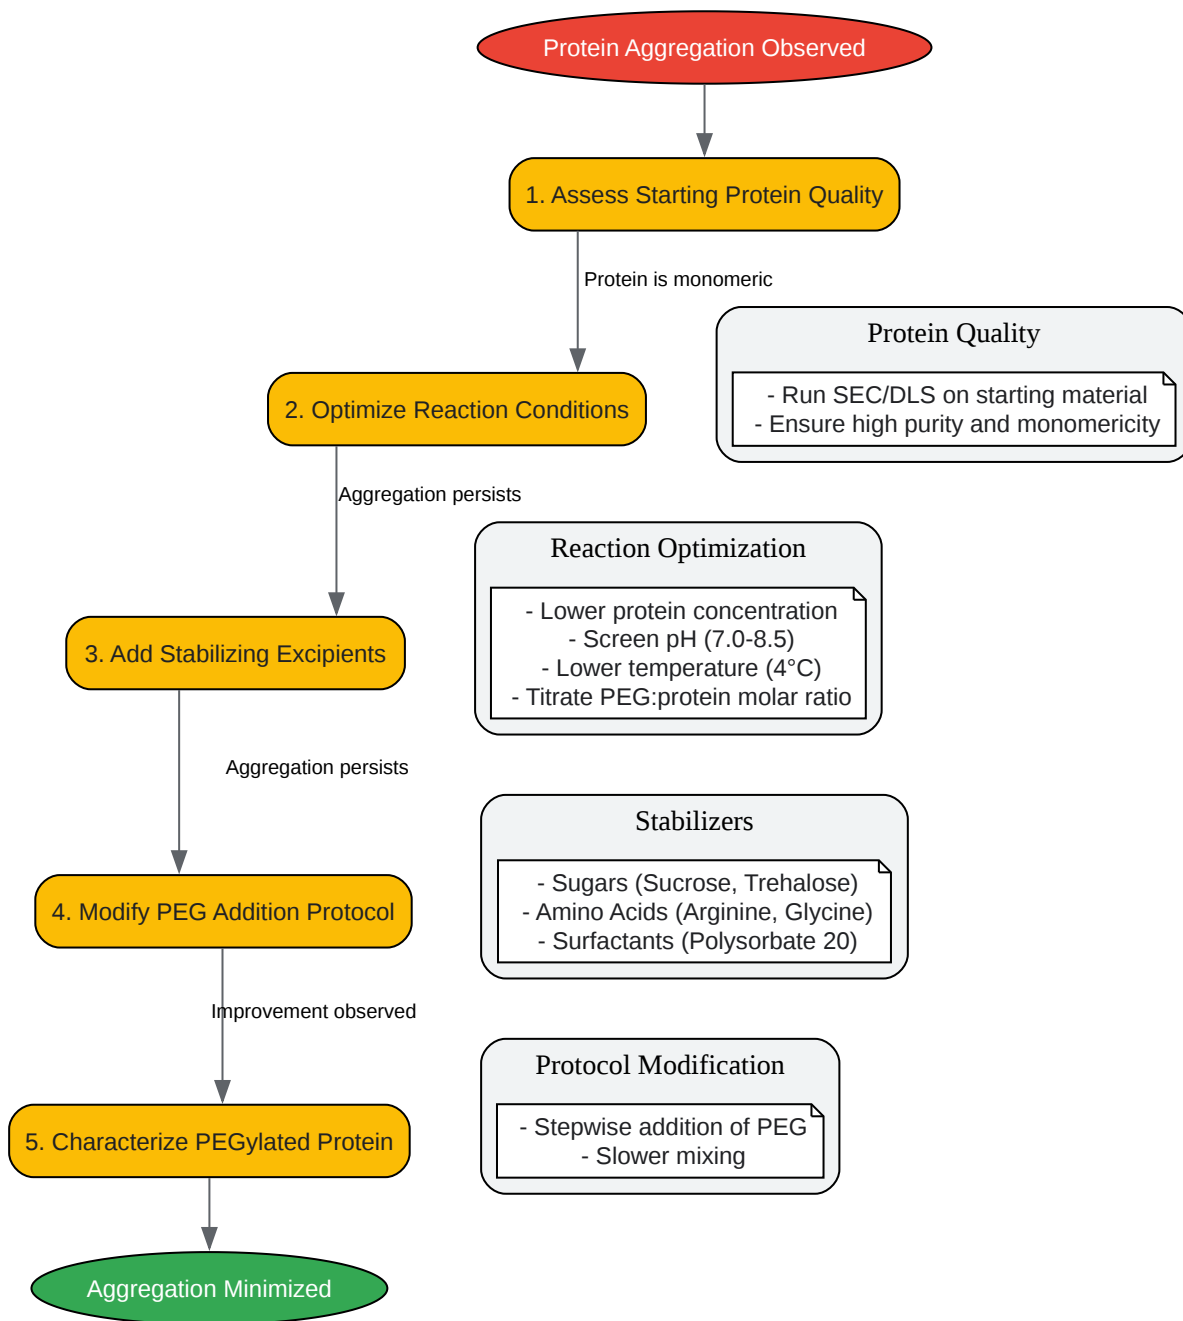 Protein Aggregation Observed
1. Assess Starting Protein Quality
Protein is monomeric
Protein Quality
- Run SEC/DLS on starting material
- Ensure high purity and monomericity
2. Optimize Reaction Conditions
Aggregation persists
Reaction Optimization
- Lower protein concentration
- Screen pH (7.0-8.5)
- Lower temperature (4°C)
- Titrate PEG:protein molar ratio
3. Add Stabilizing Excipients
Aggregation persists
Stabilizers
- Sugars (Sucrose, Trehalose)
- Amino Acids (Arginine, Glycine)
- Surfactants (Polysorbate 20)
4. Modify PEG Addition Protocol
Improvement observed
Protocol Modification
- Stepwise addition of PEG
- Slower mixing
5. Characterize PEGylated Protein
Aggregation Minimized